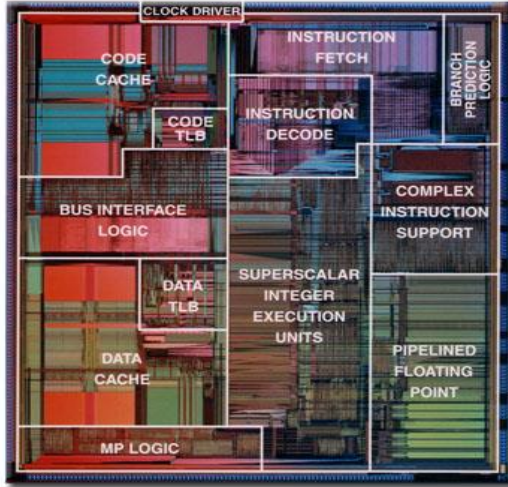 CLOCK DRIVER
CODE
CACHE
INSTRUCTION
FETCH
BRANCH
PREDICTION
LOGIC
CODE
TLB
INSTRUCTION
DECODE
BUS INTERFACE
LOGIC
COMPLEX
INSTRUCTION
SUPPORT
DATA
TLB
SUPERSCALAR
INTEGER
EXECUTION
UNITS
DATA
CACHE
PIPELINED
FLOATING
POINT
MP LOGIC